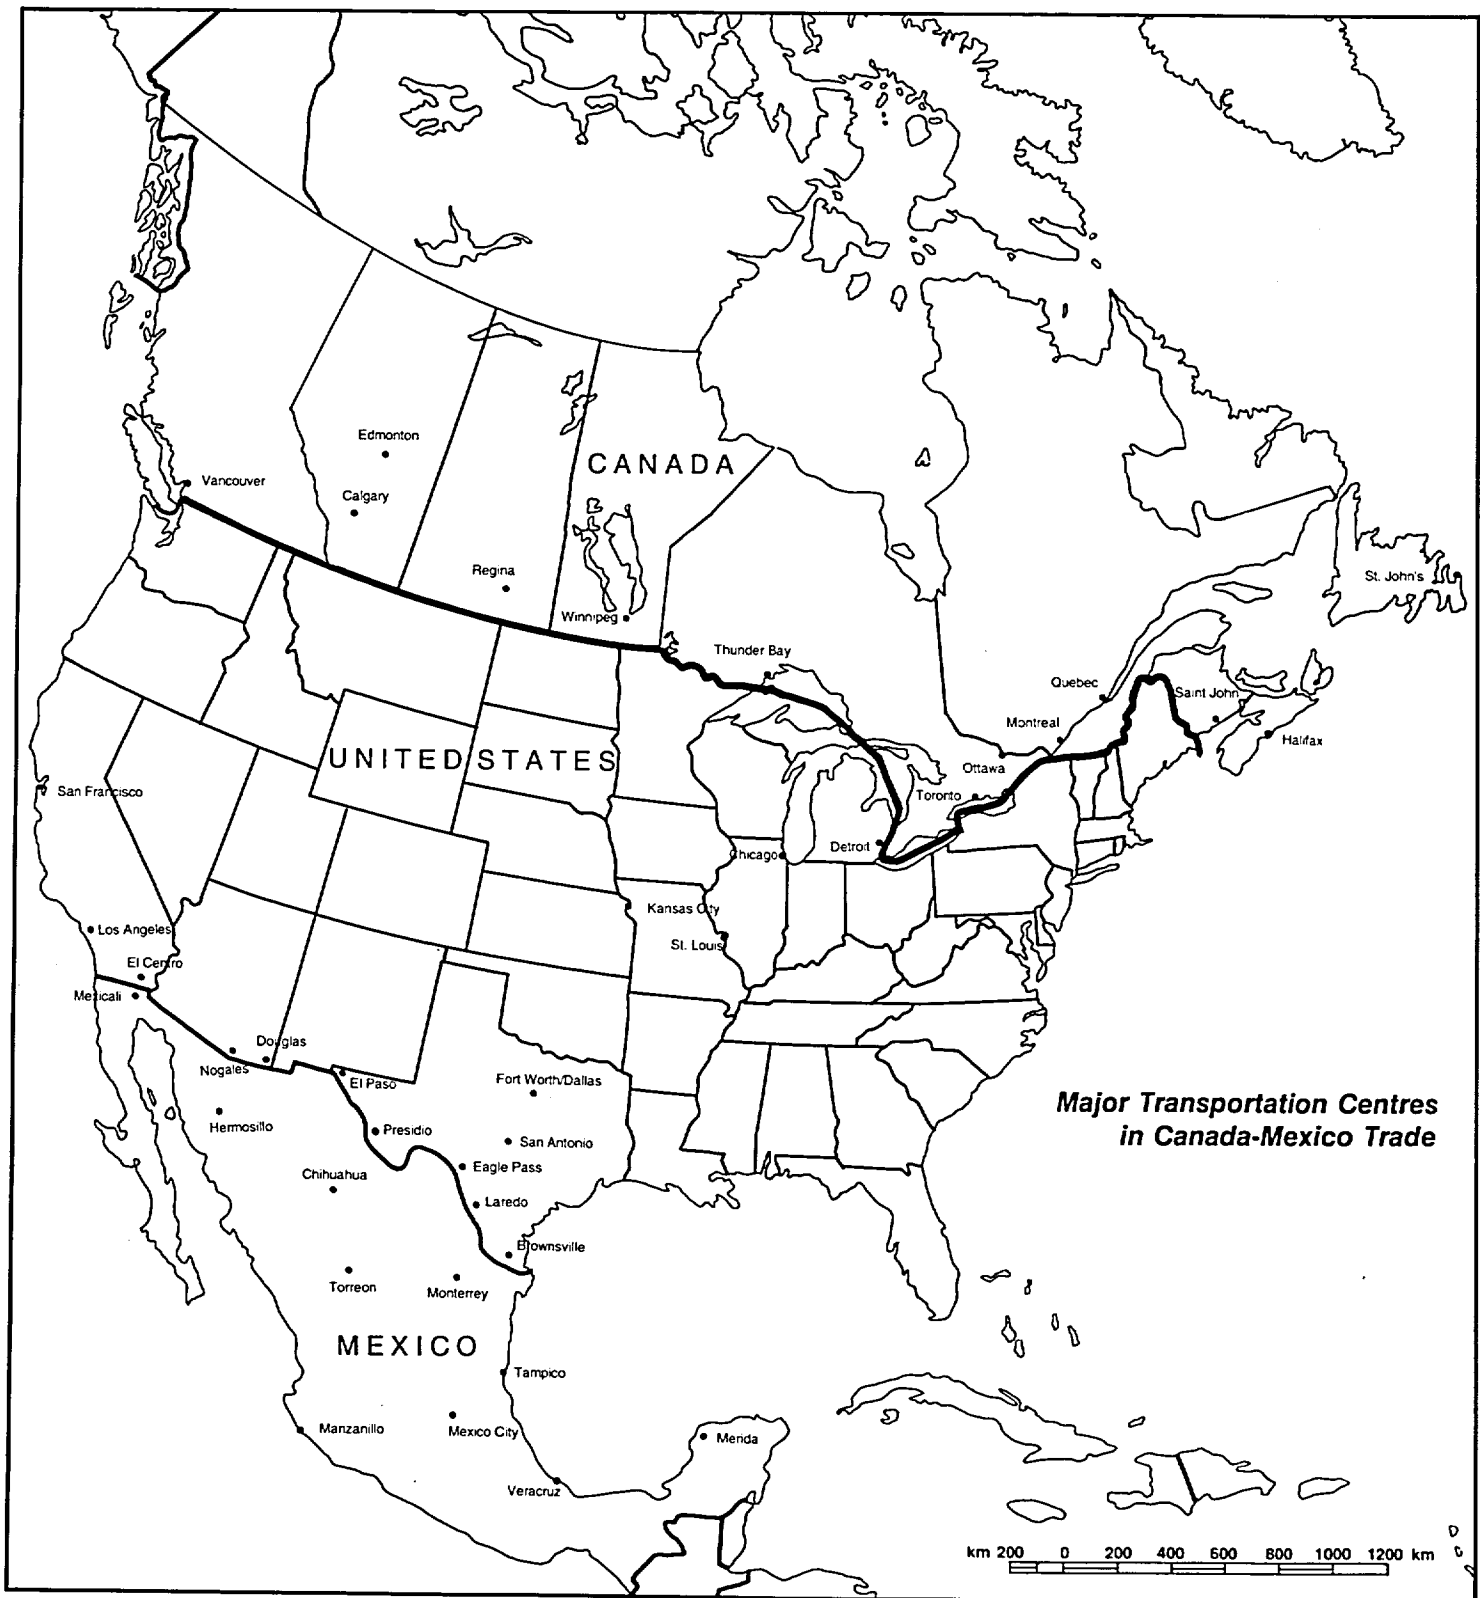 Edmonton
CANADA
Vancouver
Calgary
Regina
St. John's
Winnipeg
Thunder Bay
Quebec
Saint John
Montreal
Halifax
UNITED STATES
Ottawa
San Francisco
Toronto
Detroit
Chicago
Kansas City
Los Angeles
St. Louis
El Centro
Mexicali
Douglas
Nogales
El Paso
Fort Worth/Dallas
Major Transportation Centres
in Canada-Mexico Trade
Hermosillo
Presidio
San Antonio
Chihuahua
Eagle Pass
Laredo
Brownsville
Torreon
Monterrey
MEXICO
Tampico
Manzanillo
Mexico City
Merida
Veracruz
km 200 0 200 400 600 800 1000 1200 km